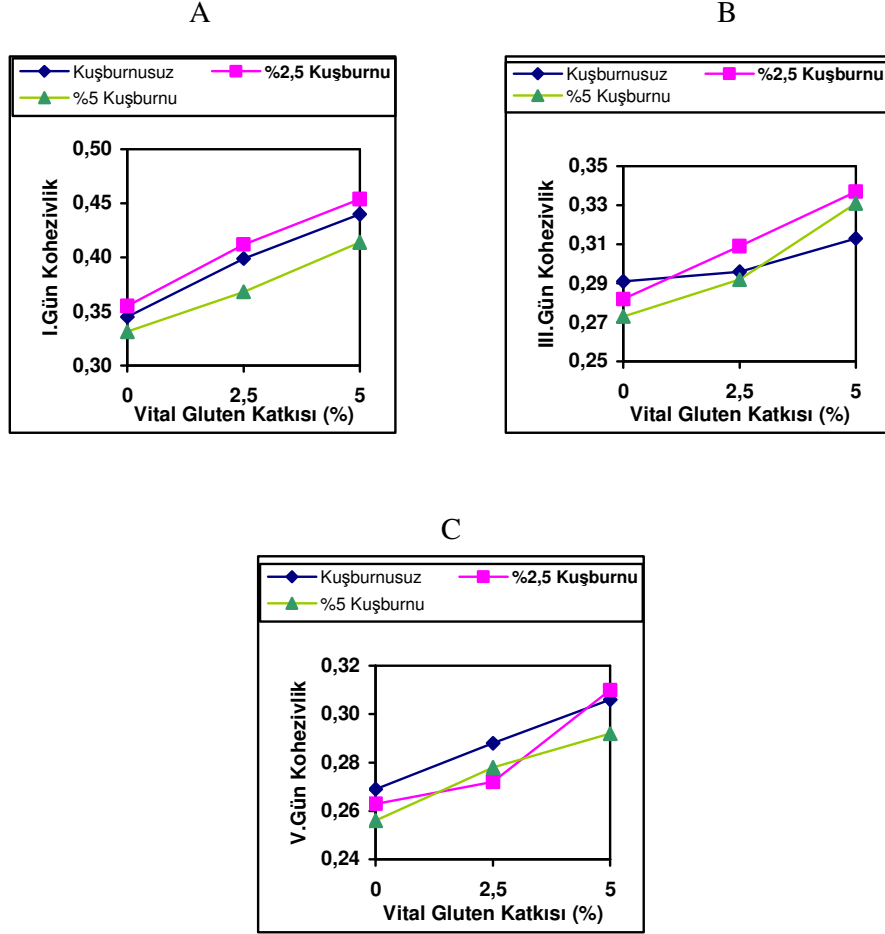 A
Kuşburnusuz %2,5 Kuşburnu
%5 Kuşburnu
I.Gün Kohezivlik
0,50
0,45
0,40
0,35
0,30
0 2,5 5
Vital Gluten Katkısı (%)
B
Kuşburnusuz %2,5 Kuşburnu
%5 Kuşburnu
III.Gün Kohezivlik
0,35
0,33
0,31
0,29
0,27
0,25
0 2,5 5
Vital Gluten Katkısı (%)
C
Kuşburnusuz %2,5 Kuşburnu
%5 Kuşburnu
V.Gün Kohezivlik
0,32
0,30
0,28
0,26
0,24
0 2,5 5
Vital Gluten Katkısı (%)